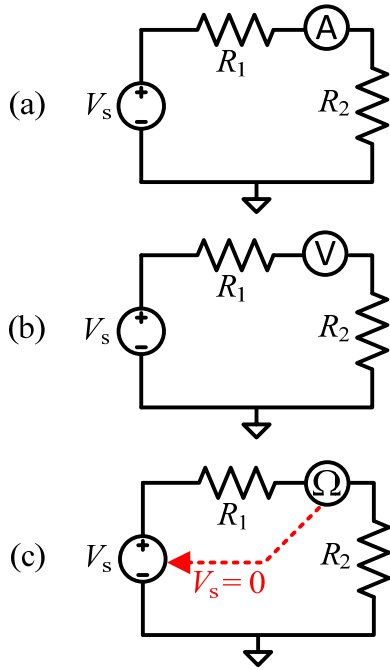 A
R1
(a)
Vs
+
−
R2
V
R1
(b)
Vs
+
−
R2
Ω
R1
(c)
Vs
+
−
R2
Vs = 0